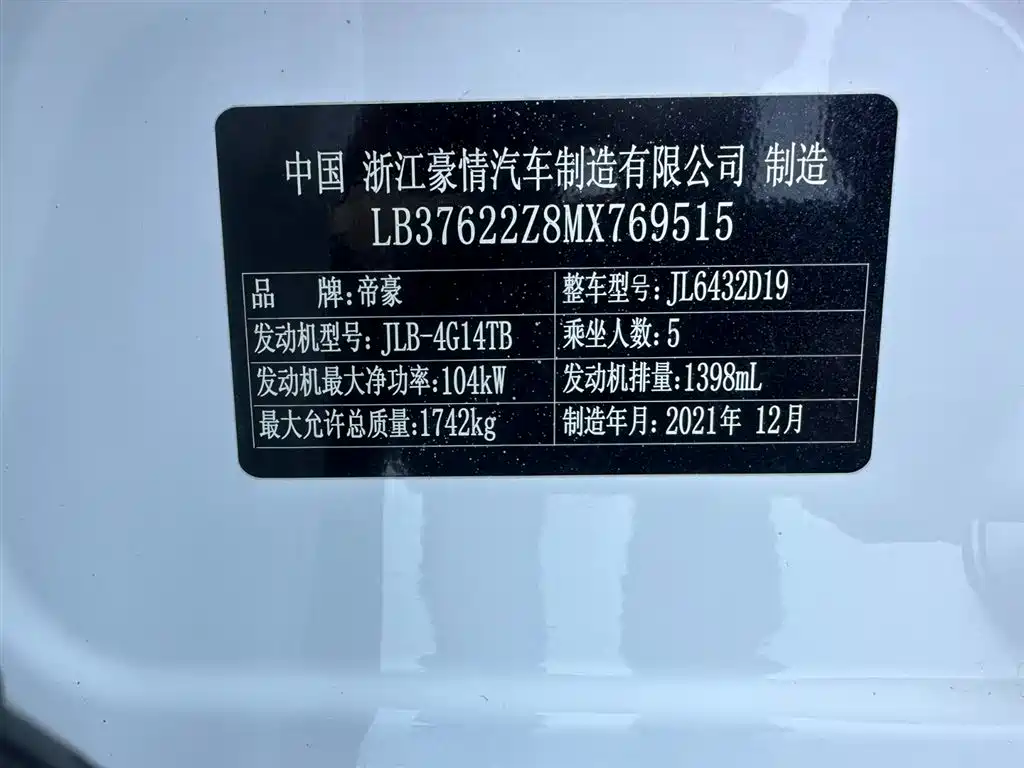 中国 浙江豪情汽车制造有限公司 制造
LB37622Z8MX769515
品 牌:帝豪 整车型号:JL6432D19
发动机型号:JLB-4G14TB 乘坐人数:5
发动机最大净功率:104kW 发动机排量:1398mL
最大允许总质量:1742kg 制造年月:2021年 12月